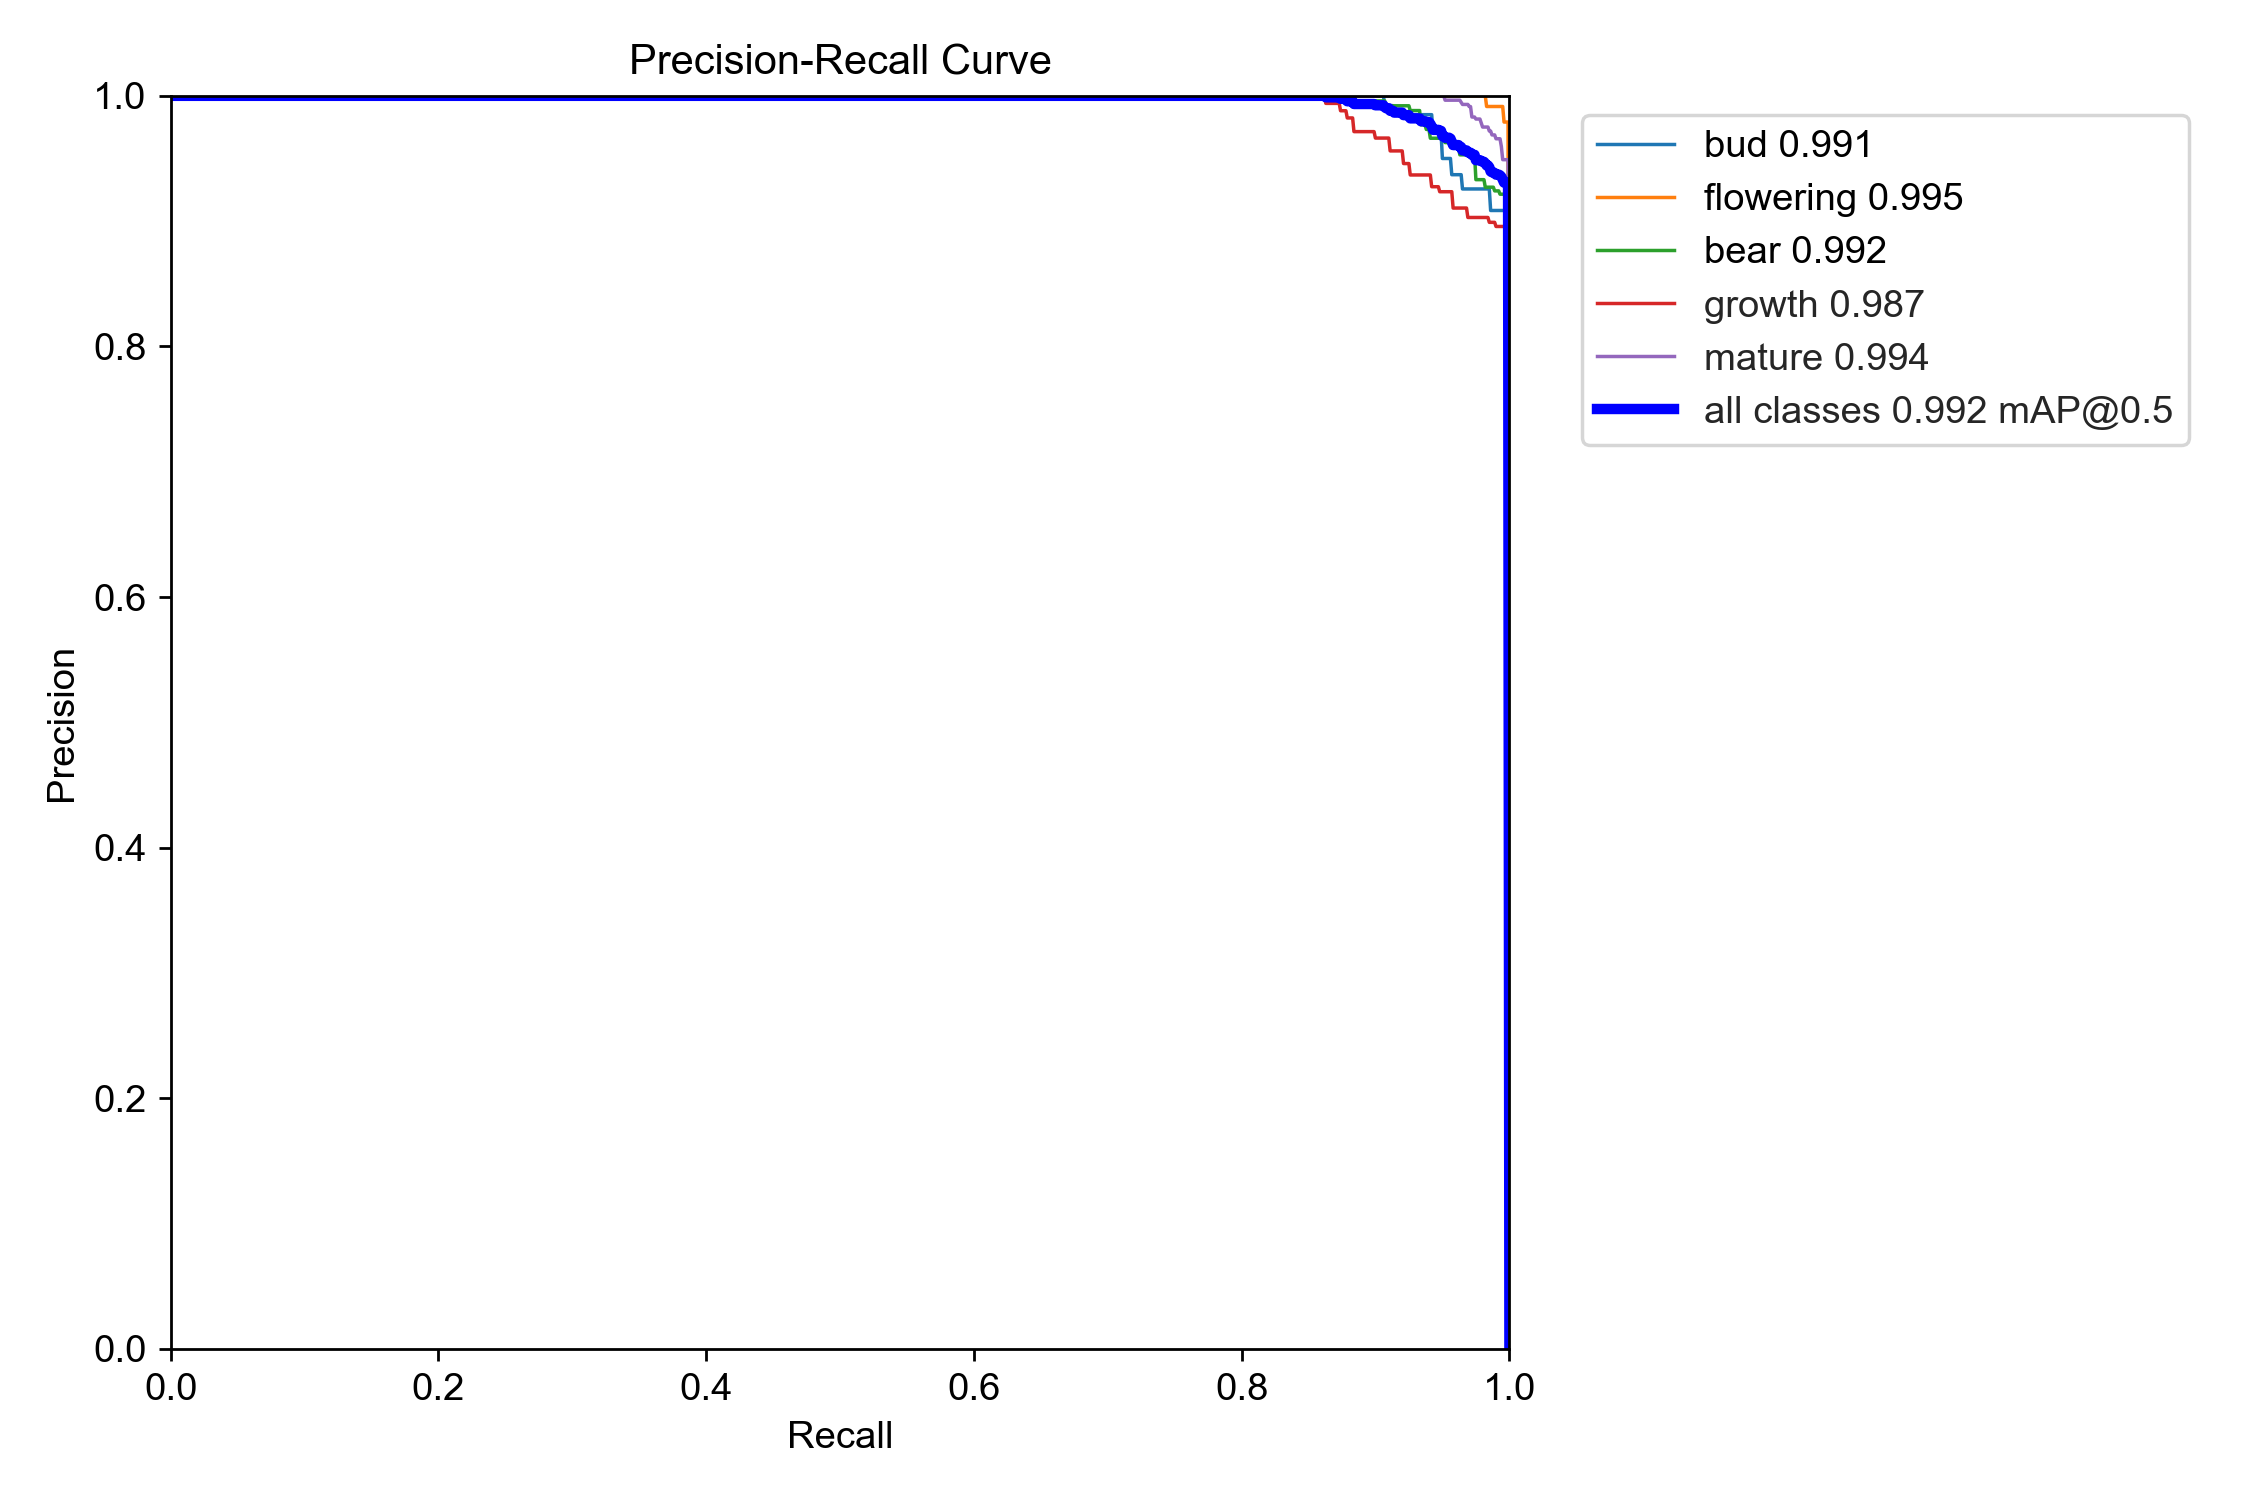 Precision-Recall Curve
1.0
0.8
0.6
0.4
0.2
0.0
Precision
0.0 0.2 0.4 0.6 0.8 1.0
Recall
bud 0.991
flowering 0.995
bear 0.992
growth 0.987
mature 0.994
all classes 0.992 mAP@0.5